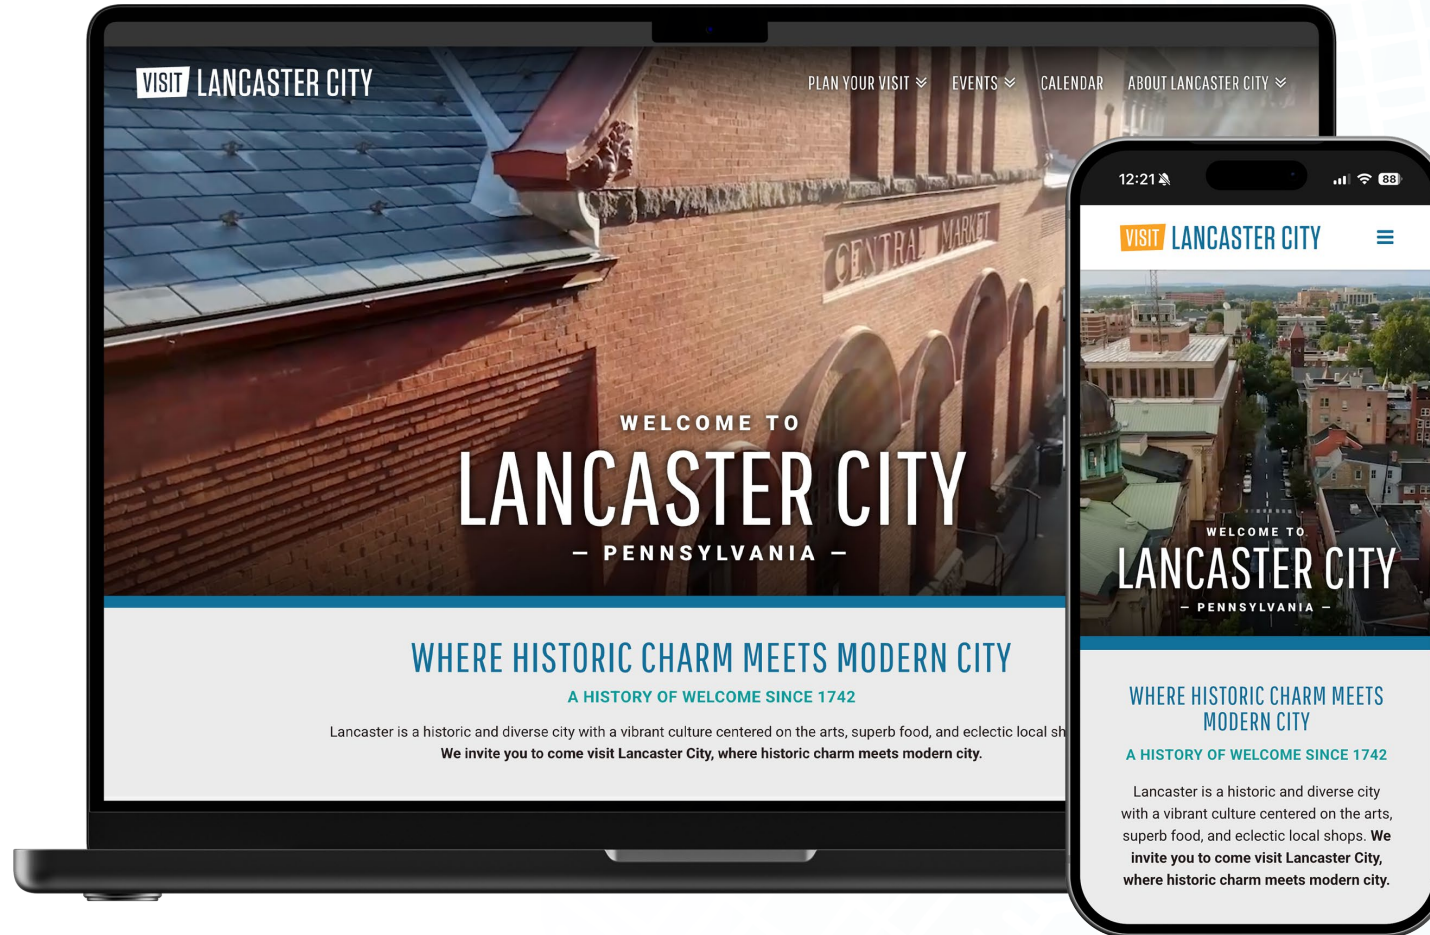 VISIT LANCASTER CITY
PLAN YOUR VISIT EVENTS CALENDAR ABOUT LANCASTER CITY
CENTRAL MARKET
WELCOME TO
LANCASTER CITY
– PENNSYLVANIA –
WHERE HISTORIC CHARM MEETS MODERN CITY
A HISTORY OF WELCOME SINCE 1742
Lancaster is a historic and diverse city with a vibrant culture centered on the arts, superb food, and eclectic local sh
We invite you to come visit Lancaster City, where historic charm meets modern city.
12:21 88
VISIT LANCASTER CITY
WELCOME TO
LANCASTER CITY
– PENNSYLVANIA –
WHERE HISTORIC CHARM MEETS
MODERN CITY
A HISTORY OF WELCOME SINCE 1742
Lancaster is a historic and diverse city
with a vibrant culture centered on the arts,
superb food, and eclectic local shops. We
invite you to come visit Lancaster City,
where historic charm meets modern city.